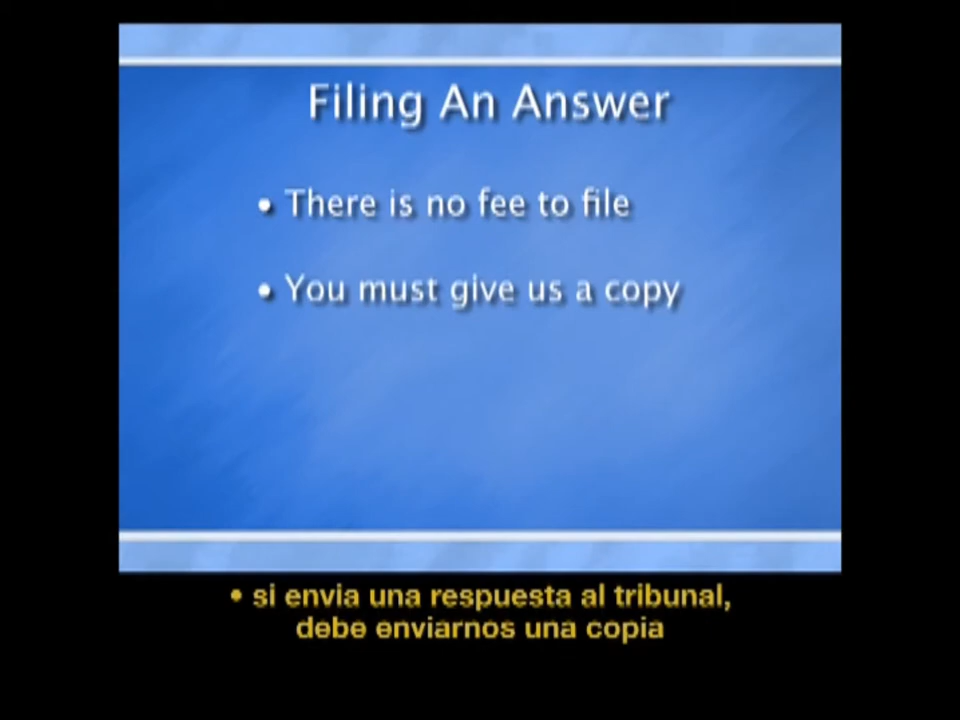 Filing An Answer
• There is no fee to file
• You must give us a copy
• si envia una respuesta al tribunal,
debe enviarnos una copia